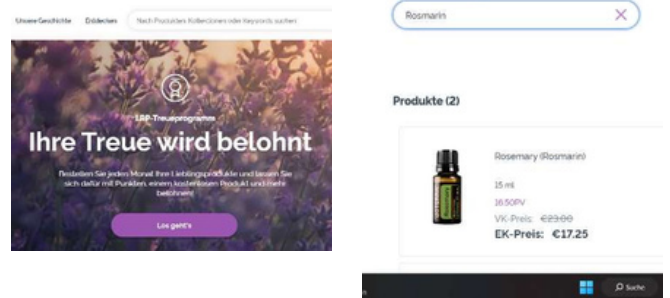 Unsere Geschichte Entdecken Nach Produkten, Kollektionen oder Keywords suchen
LRP-Treueprogramm
Ihre Treue wird belohnt
Bestellen Sie jeden Monat Ihre Lieblingsprodukte und lassen Sie
sich dafür mit Punkten, einem kostenlosen Produkt und mehr
belohnen!
Los geht's
Rosmarin
Produkte (2)
Rosemary (Rosmarin)
15 ml
16.50PV
VK-Preis: €23.00
EK-Preis: €17.25
Suche